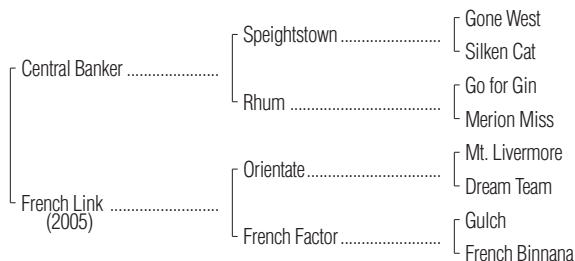 Gone West
Speightstown
Silken Cat
Central Banker
Go for Gin
Rhum
Merion Miss
Mt. Livermore
Orientate
Dream Team
French Link
(2005)
Gulch
French Factor
French Binnana